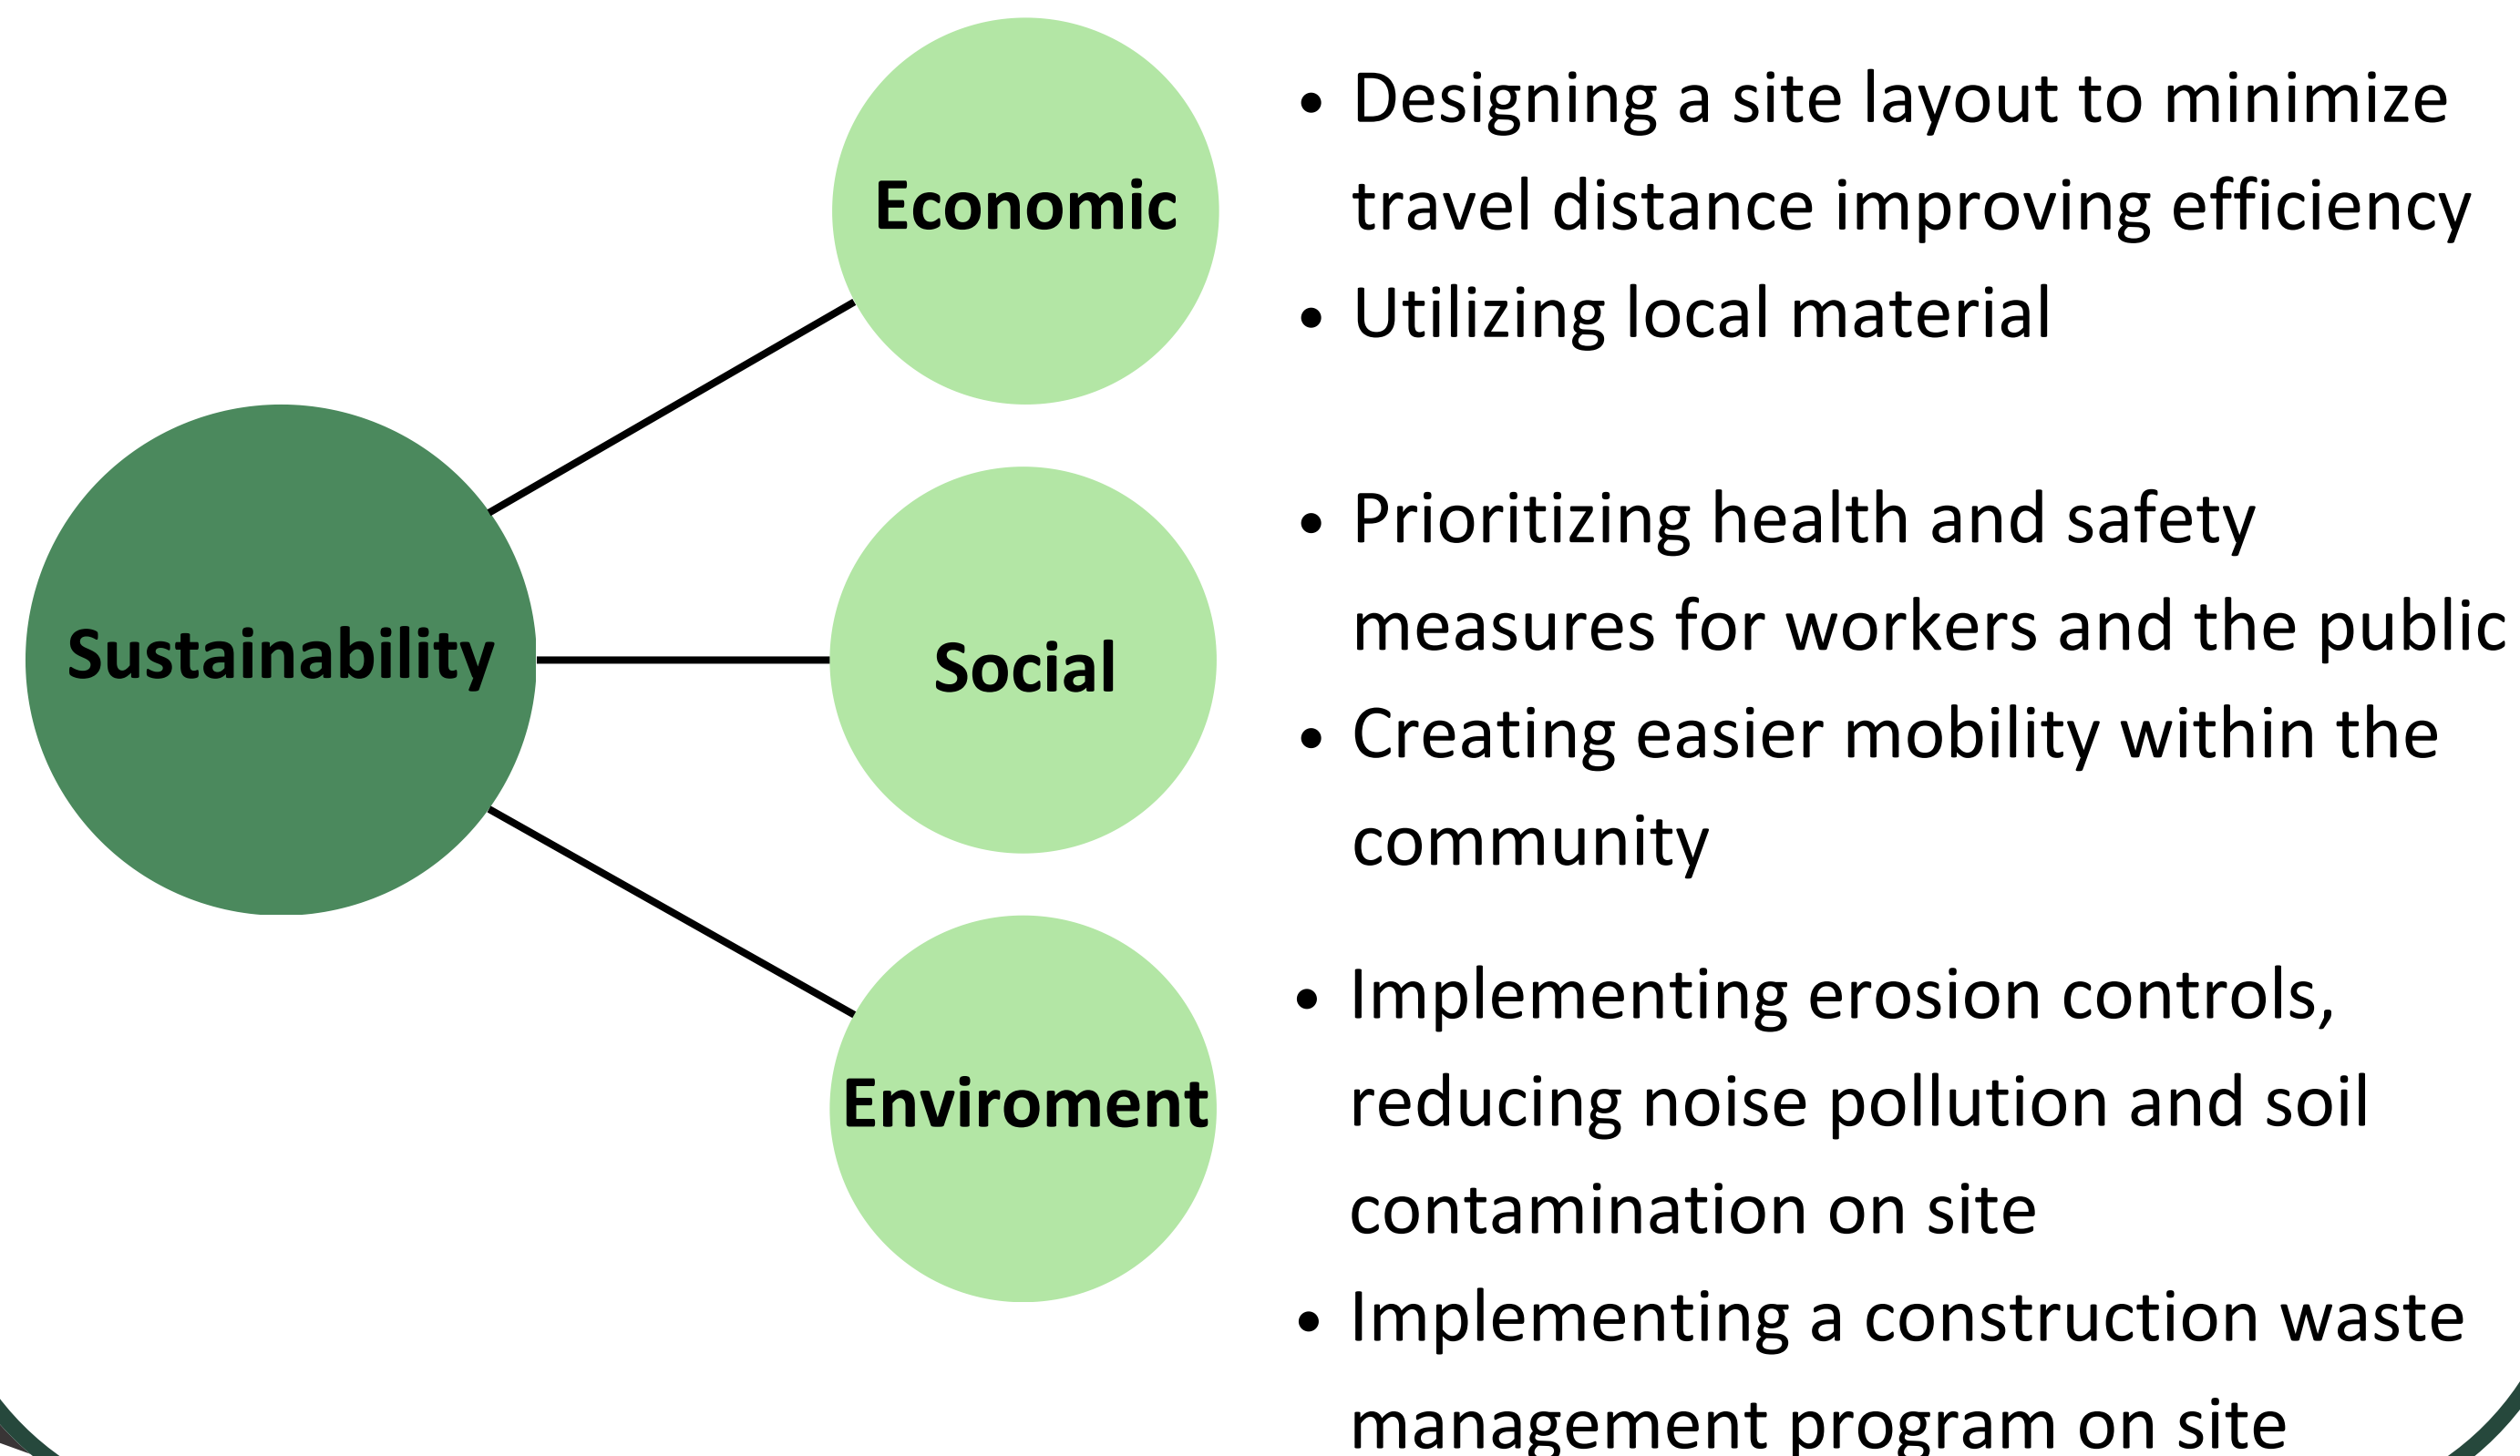 Sustainability
Economic
• Designing a site layout to minimize
travel distance improving efficiency
• Utilizing local material
Social
• Prioritizing health and safety
measures for workers and the public
• Creating easier mobility within the
community
Enviroment
• Implementing erosion controls,
reducing noise pollution and soil
contamination on site
• Implementing a construction waste
management program on site